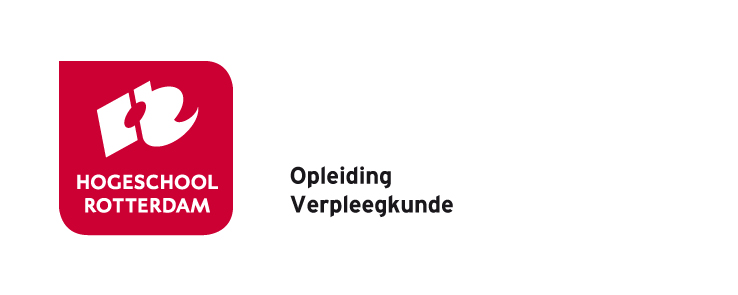 HOGESCHOOL
ROTTERDAM
Opleiding
Verpleegkunde